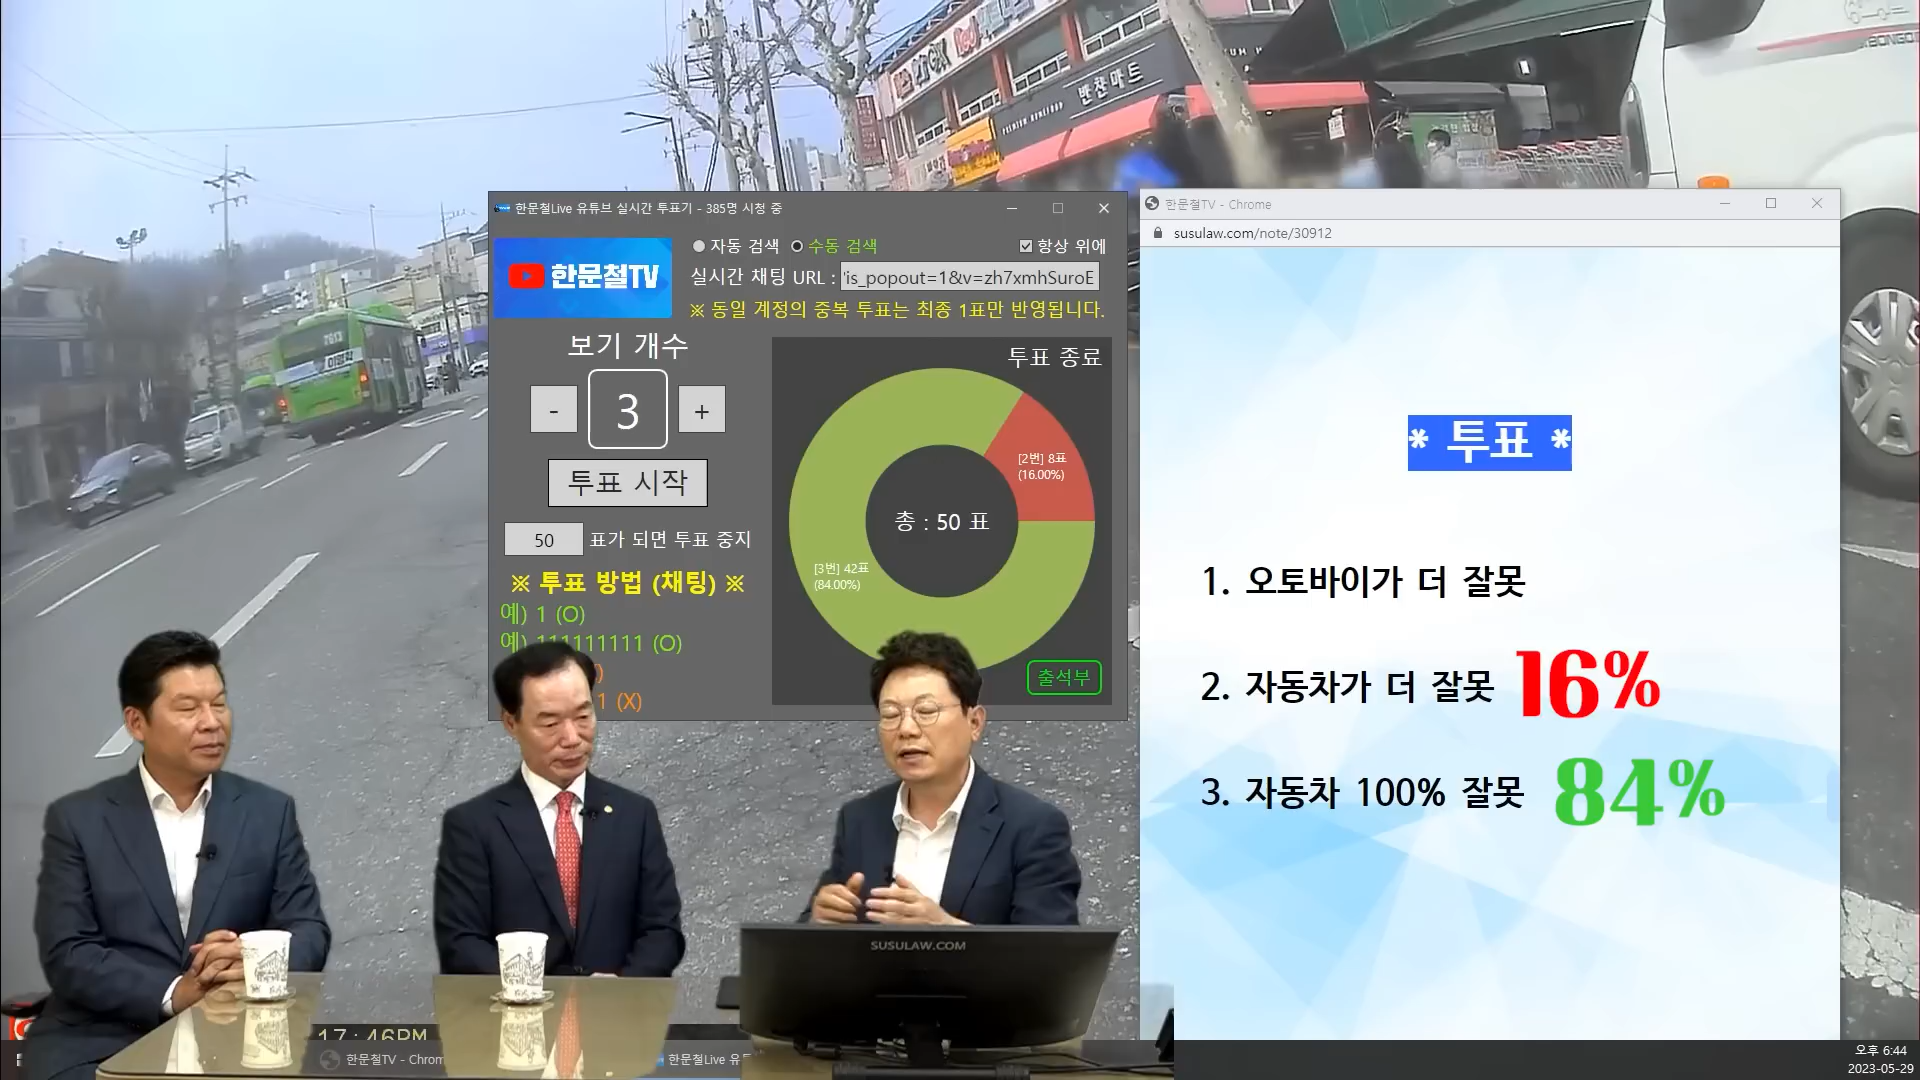 반찬마트
PREMIUM HOMEFOOD
BONGO
7613
한문철Live 유튜브 실시간 투표기 - 385명 시청 중
한문철TV
자동 검색
수동 검색
항상 위에
실시간 채팅 URL :
is_popout=1&v=zh7xmhSuroE
※ 동일 계정의 중복 투표는 최종 1표만 반영됩니다.
보기 개수
- 3 +
투표 시작
50 표가 되면 투표 중지
※ 투표 방법 (채팅) ※
예) 1 (O)
예) 111111111 (O)
1 (X)
투표 종료
[2번] 8표
(16.00%)
총 : 50 표
[3번] 42표
(84.00%)
출석부
한문철TV - Chrome
susulaw.com/note/30912
* 투표 *
1. 오토바이가 더 잘못
2. 자동차가 더 잘못 16%
3. 자동차 100% 잘못 84%
SUSULAW.COM
17:46PM
한문철TV - Chrom
한문철Live 유튜
오후 6:44
2023-05-29